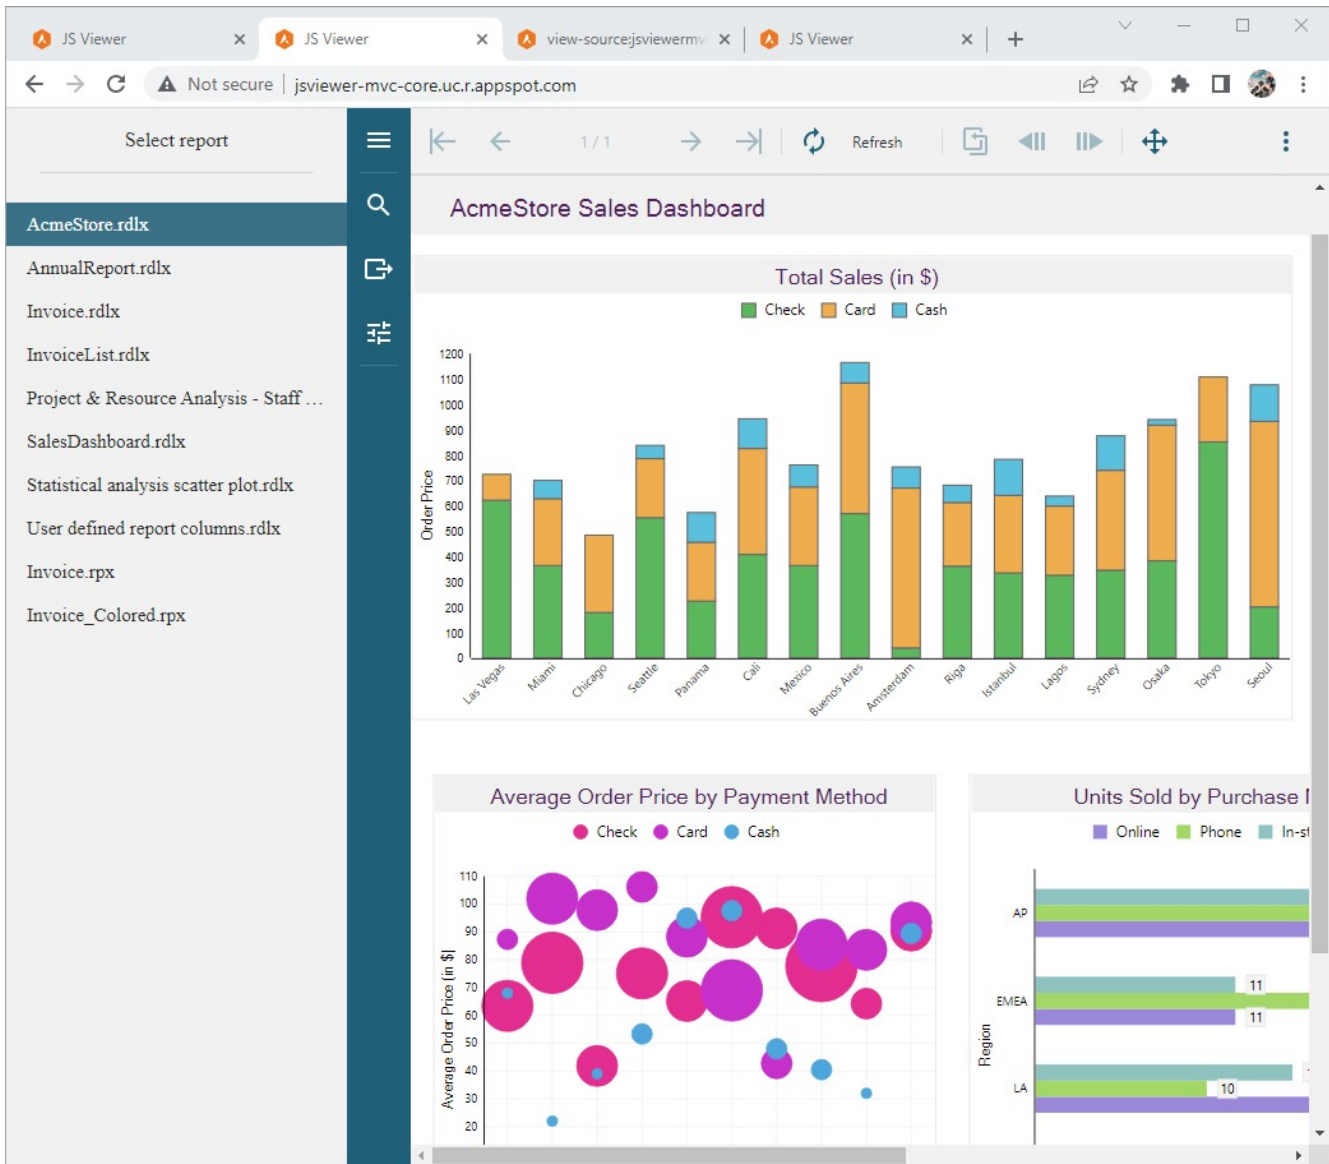 JS Viewer
JS Viewer
view-source:jsviewermv
JS Viewer
Not secure
jsviewer-mvc-core.uc.r.appspot.com
Select report
AcmeStore.rdlx
AnnualReport.rdlx
Invoice.rdlx
InvoiceList.rdlx
Project & Resource Analysis - Staff ...
SalesDashboard.rdlx
Statistical analysis scatter plot.rdlx
User defined report columns.rdlx
Invoice.rpx
Invoice_Colored.rpx
1 / 1
Refresh
AcmeStore Sales Dashboard
Total Sales (in $)
Check Card Cash
Order Price
1200
1100
1000
900
800
700
600
500
400
300
200
100
0
Las Vegas
Miami
Chicago
Seattle
Panama
Cali
Mexico
Buenos Aires
Amsterdam
Riga
Istanbul
Lagos
Sydney
Osaka
Tokyo
Seoul
Average Order Price by Payment Method
Check Card Cash
Average Order Price (in $)
110
100
90
80
70
60
50
40
30
20
Units Sold by Purchase
Online Phone In-st
Region
AP
EMEA
11
11
LA
10